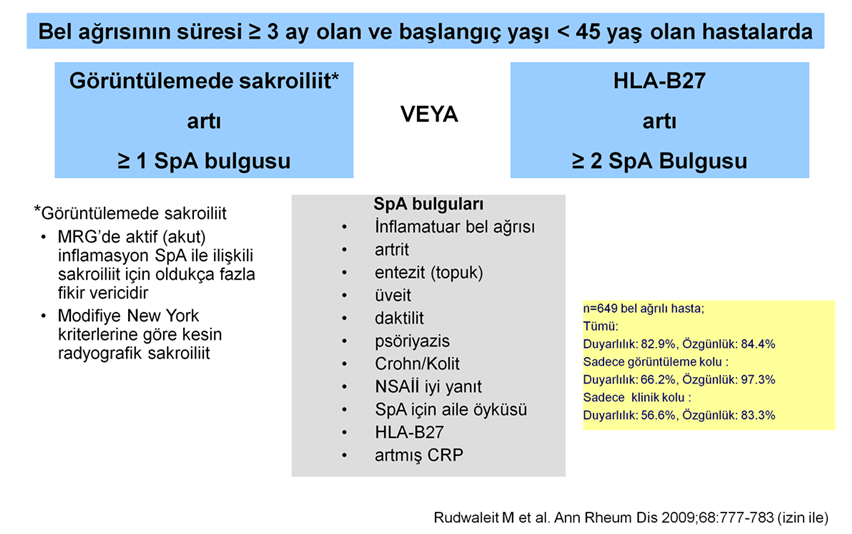 Bel ağrısının süresi ≥ 3 ay olan ve başlangıç yaşı < 45 yaş olan hastalarda
Görüntülemede sakroiliit*
artı
≥ 1 SpA bulgusu
VEYA
HLA-B27
artı
≥ 2 SpA Bulgusu
*Görüntülemede sakroiliit
• MRG’de aktif (akut)
inflamasyon SpA ile ilişkili
sakroiliit için oldukça fazla
fikir vericidir
• Modifiye New York
kriterlerine göre kesin
radyografik sakroiliit
SpA bulguları
• İnflamatuar bel ağrısı
• artrit
• entezit (topuk)
• üveit
• daktilit
• psöriyazis
• Crohn/Kolit
• NSAİİ iyi yanıt
• SpA için aile öyküsü
• HLA-B27
• artmış CRP
n=649 bel ağrılı hasta;
Tümü:
Duyarlılık: 82.9%, Özgünlük: 84.4%
Sadece görüntüleme kolu :
Duyarlılık: 66.2%, Özgünlük: 97.3%
Sadece klinik kolu :
Duyarlılık: 56.6%, Özgünlük: 83.3%
Rudwaleit M et al. Ann Rheum Dis 2009;68:777-783 (izin ile)